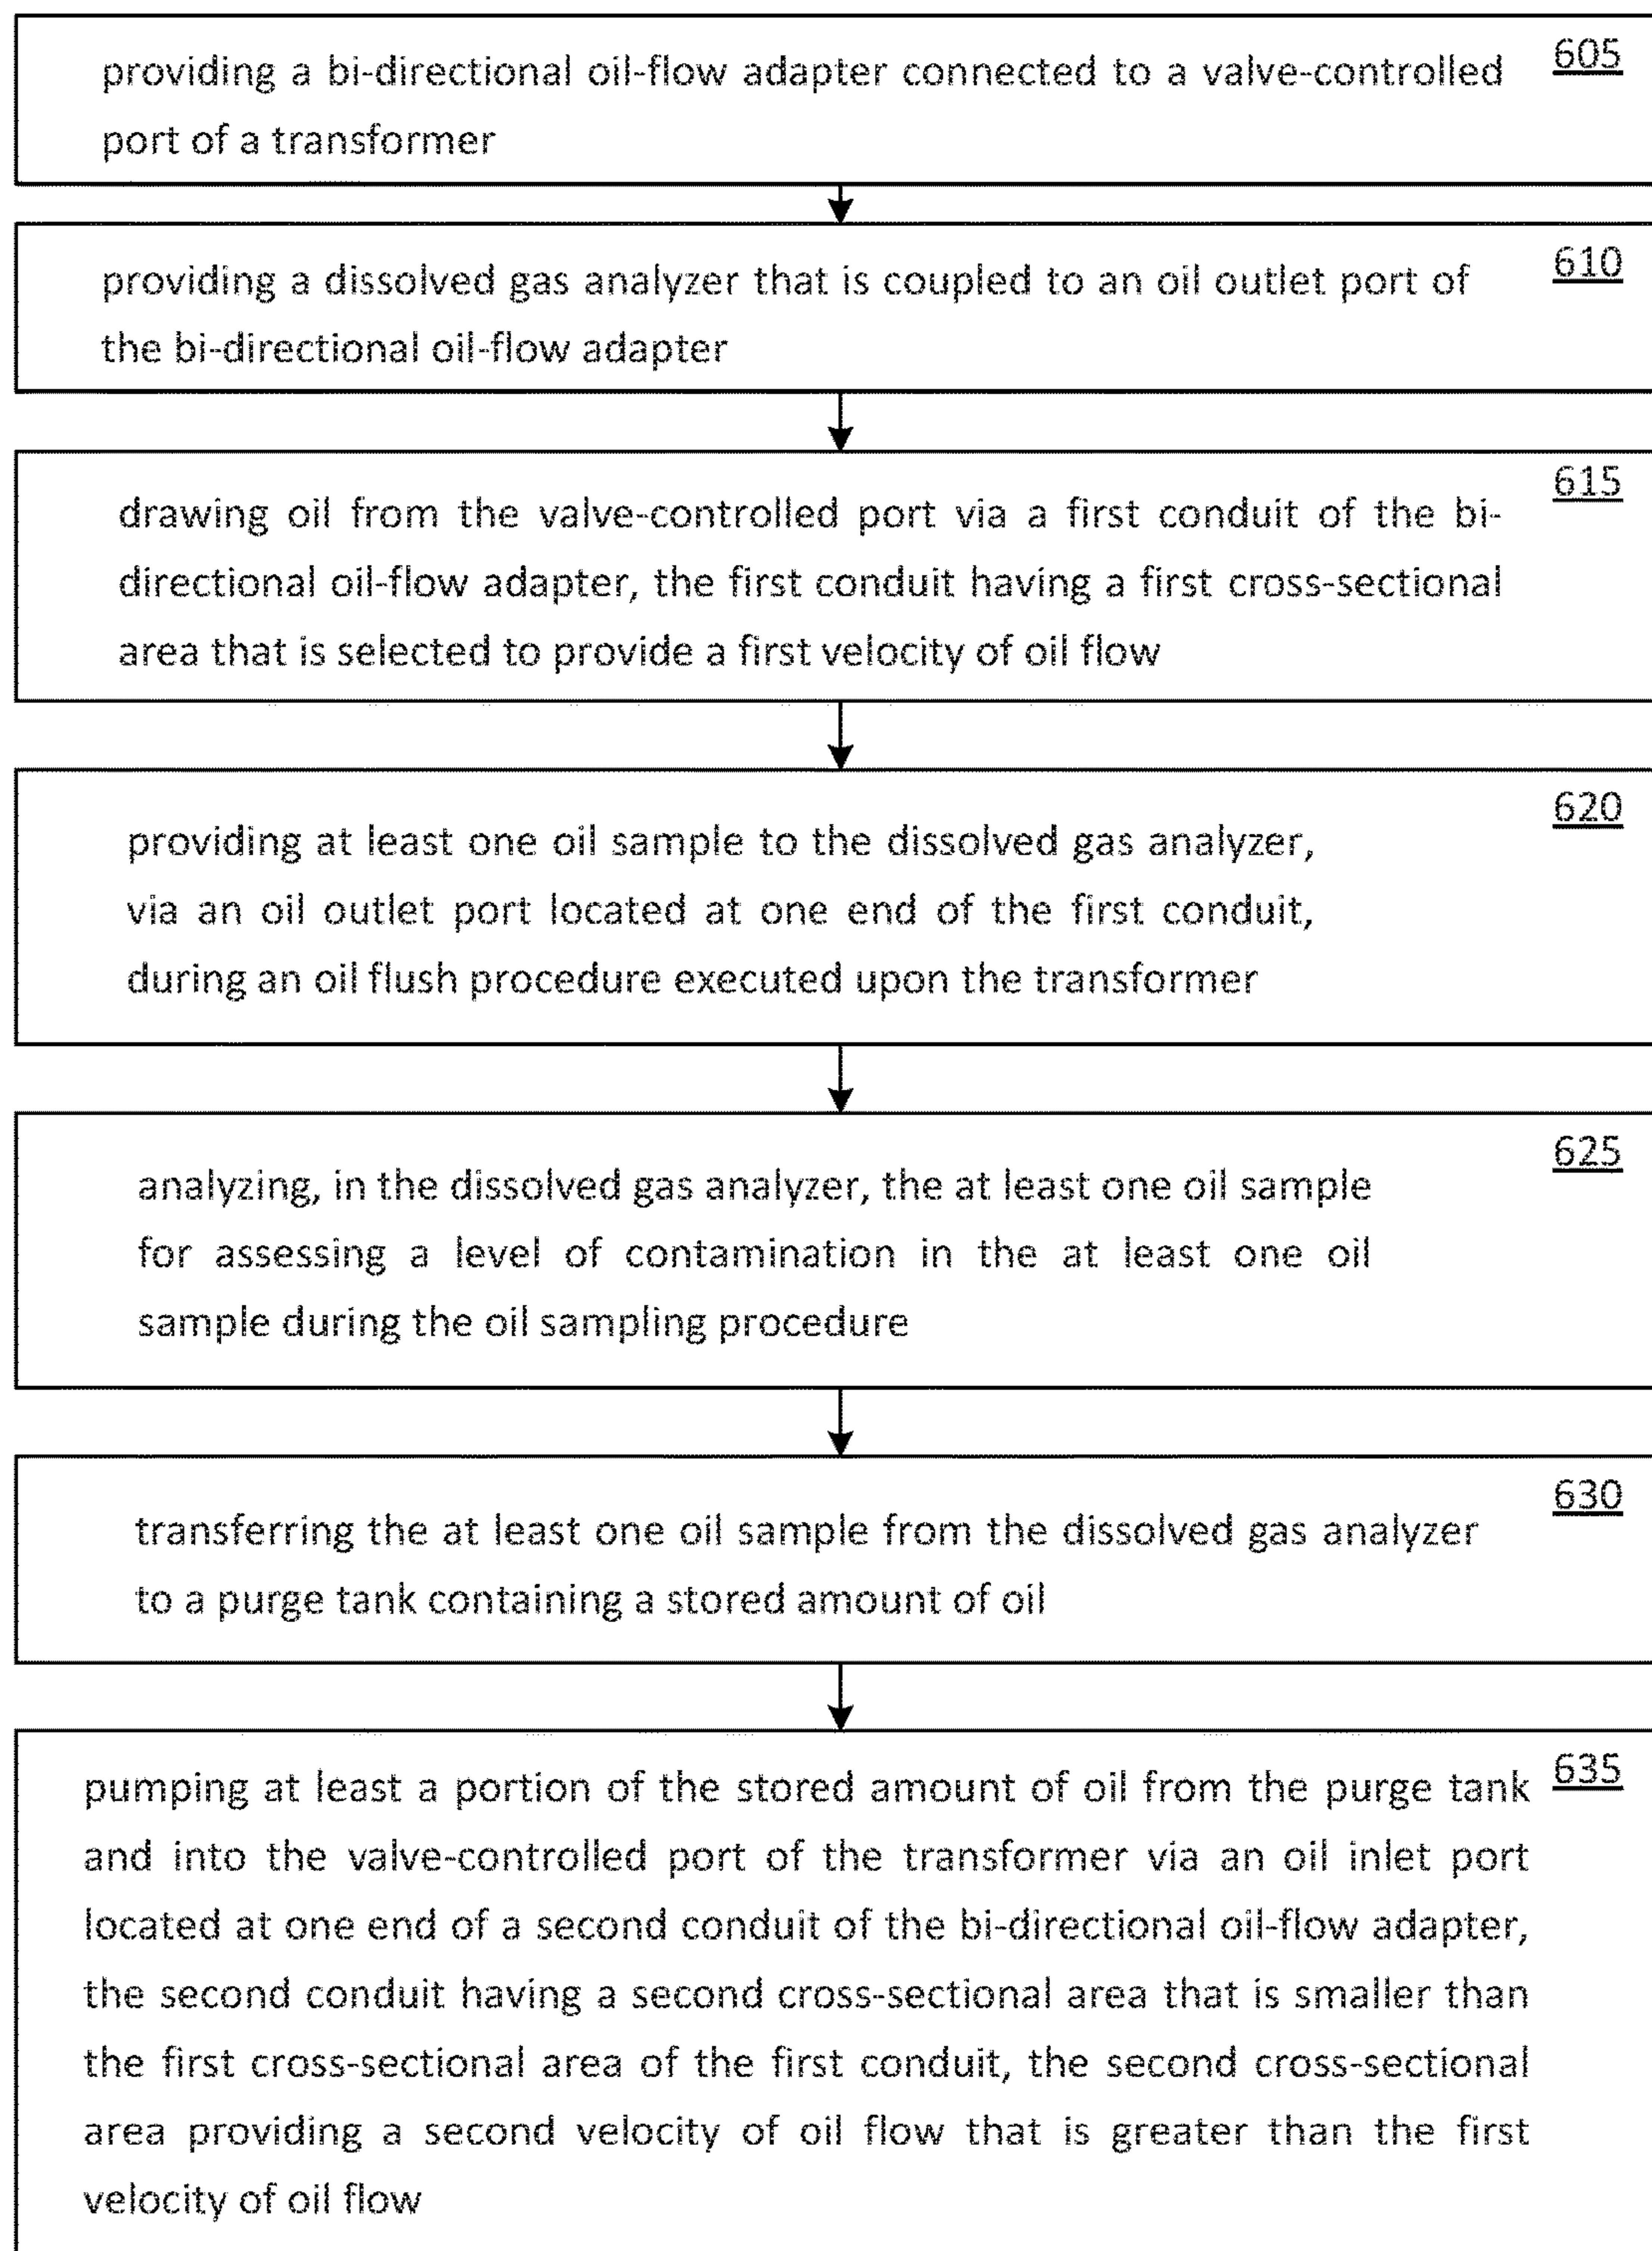 605
providing a bi-directional oil-flow adapter connected to a valve-controlled
port of a transformer
610
providing a dissolved gas analyzer that is coupled to an oil outlet port of
the bi-directional oil-flow adapter
615
drawing oil from the valve-controlled port via a first conduit of the bi-
directional oil-flow adapter, the first conduit having a first cross-sectional
area that is selected to provide a first velocity of oil flow
620
providing at least one oil sample to the dissolved gas analyzer,
via an oil outlet port located at one end of the first conduit,
during an oil flush procedure executed upon the transformer
625
analyzing, in the dissolved gas analyzer, the at least one oil sample
for assessing a level of contamination in the at least one oil
sample during the oil sampling procedure
630
transferring the at least one oil sample from the dissolved gas analyzer
to a purge tank containing a stored amount of oil
635
pumping at least a portion of the stored amount of oil from the purge tank
and into the valve-controlled port of the transformer via an oil inlet port
located at one end of a second conduit of the bi-directional oil-flow adapter,
the second conduit having a second cross-sectional area that is smaller than
the first cross-sectional area of the first conduit, the second cross-sectional
area providing a second velocity of oil flow that is greater than the first
velocity of oil flow